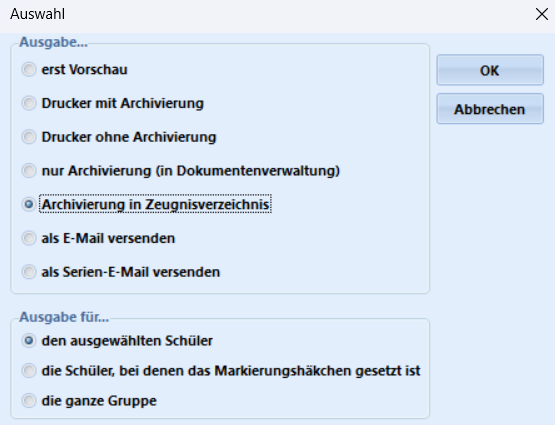 Auswahl
Ausgabe...
erst Vorschau
OK
Drucker mit Archivierung
Abbrechen
Drucker ohne Archivierung
nur Archivierung (in Dokumentenverwaltung)
Archivierung in Zeugnisverzeichnis
als E-Mail versenden
als Serien-E-Mail versenden
Ausgabe für...
den ausgewählten Schüler
die Schüler, bei denen das Markierungshäkchen gesetzt ist
die ganze Gruppe